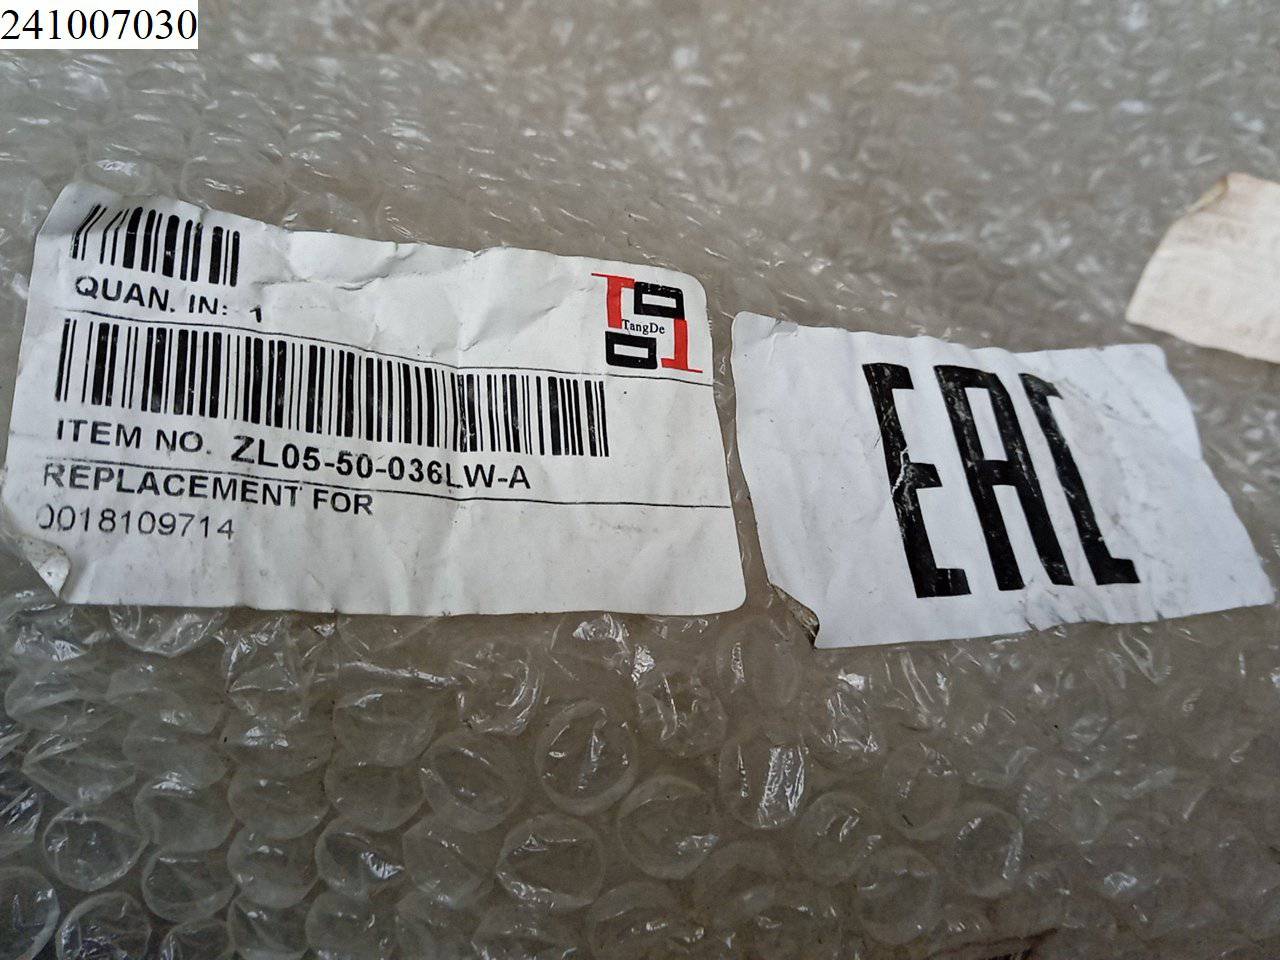 241007030
QUAN. IN: 1
TangDe
ITEM NO. ZL05-50-036LW-A
REPLACEMENT FOR
0018109714
EAC